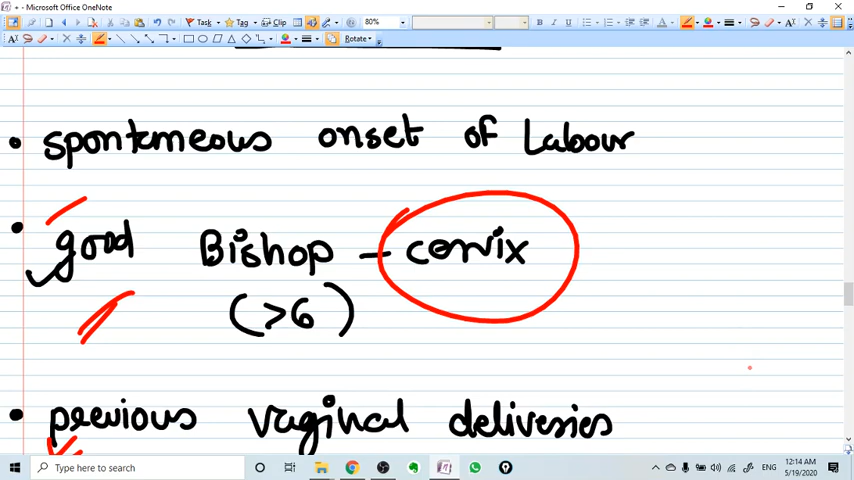 + - Microsoft Office OneNote
Task
Tag
Clip
80%
B I U
A
Rotate
• spontaneous onset of Labour
• good Bishop - cervix
(>6)
• previous vaginal deliveries
Type here to search
ENG
12:14 AM
5/19/2020